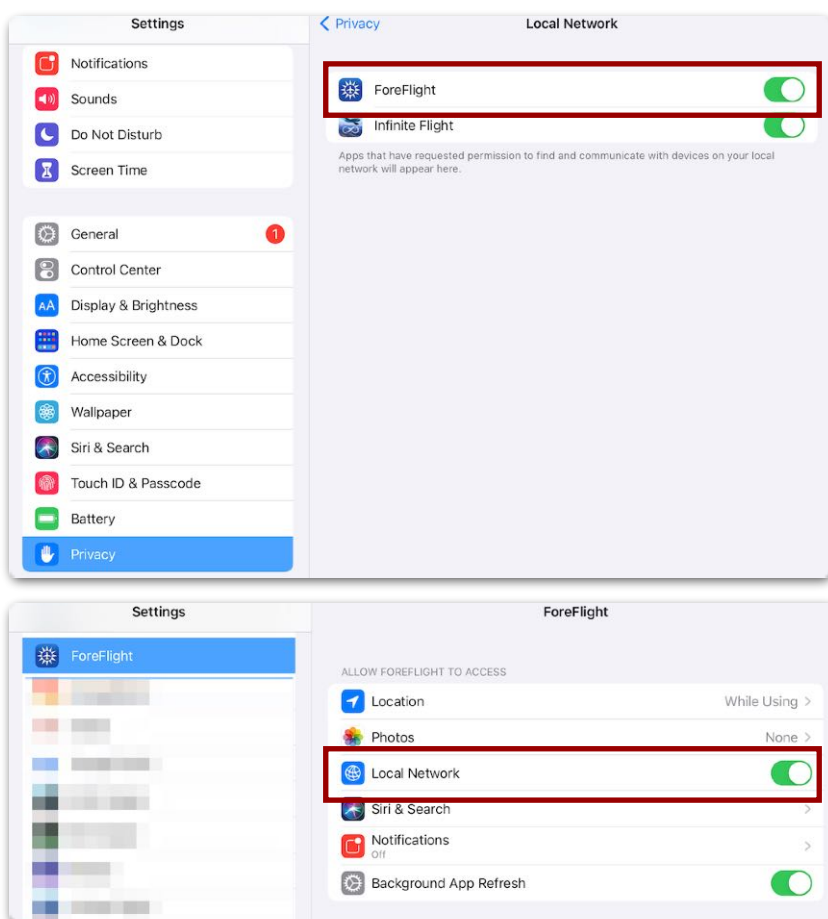 Settings
Privacy
Local Network
Notifications
Sounds
Do Not Disturb
Screen Time
General
1
Control Center
AA
Display & Brightness
Home Screen & Dock
Accessibility
Wallpaper
Siri & Search
Touch ID & Passcode
Battery
Privacy
ForeFlight
Infinite Flight
Apps that have requested permission to find and communicate with devices on your local
network will appear here.
Settings
ForeFlight
ForeFlight
ALLOW FOREFLIGHT TO ACCESS
Location
While Using
Photos
None
Local Network
Siri & Search
Notifications
Off
Background App Refresh